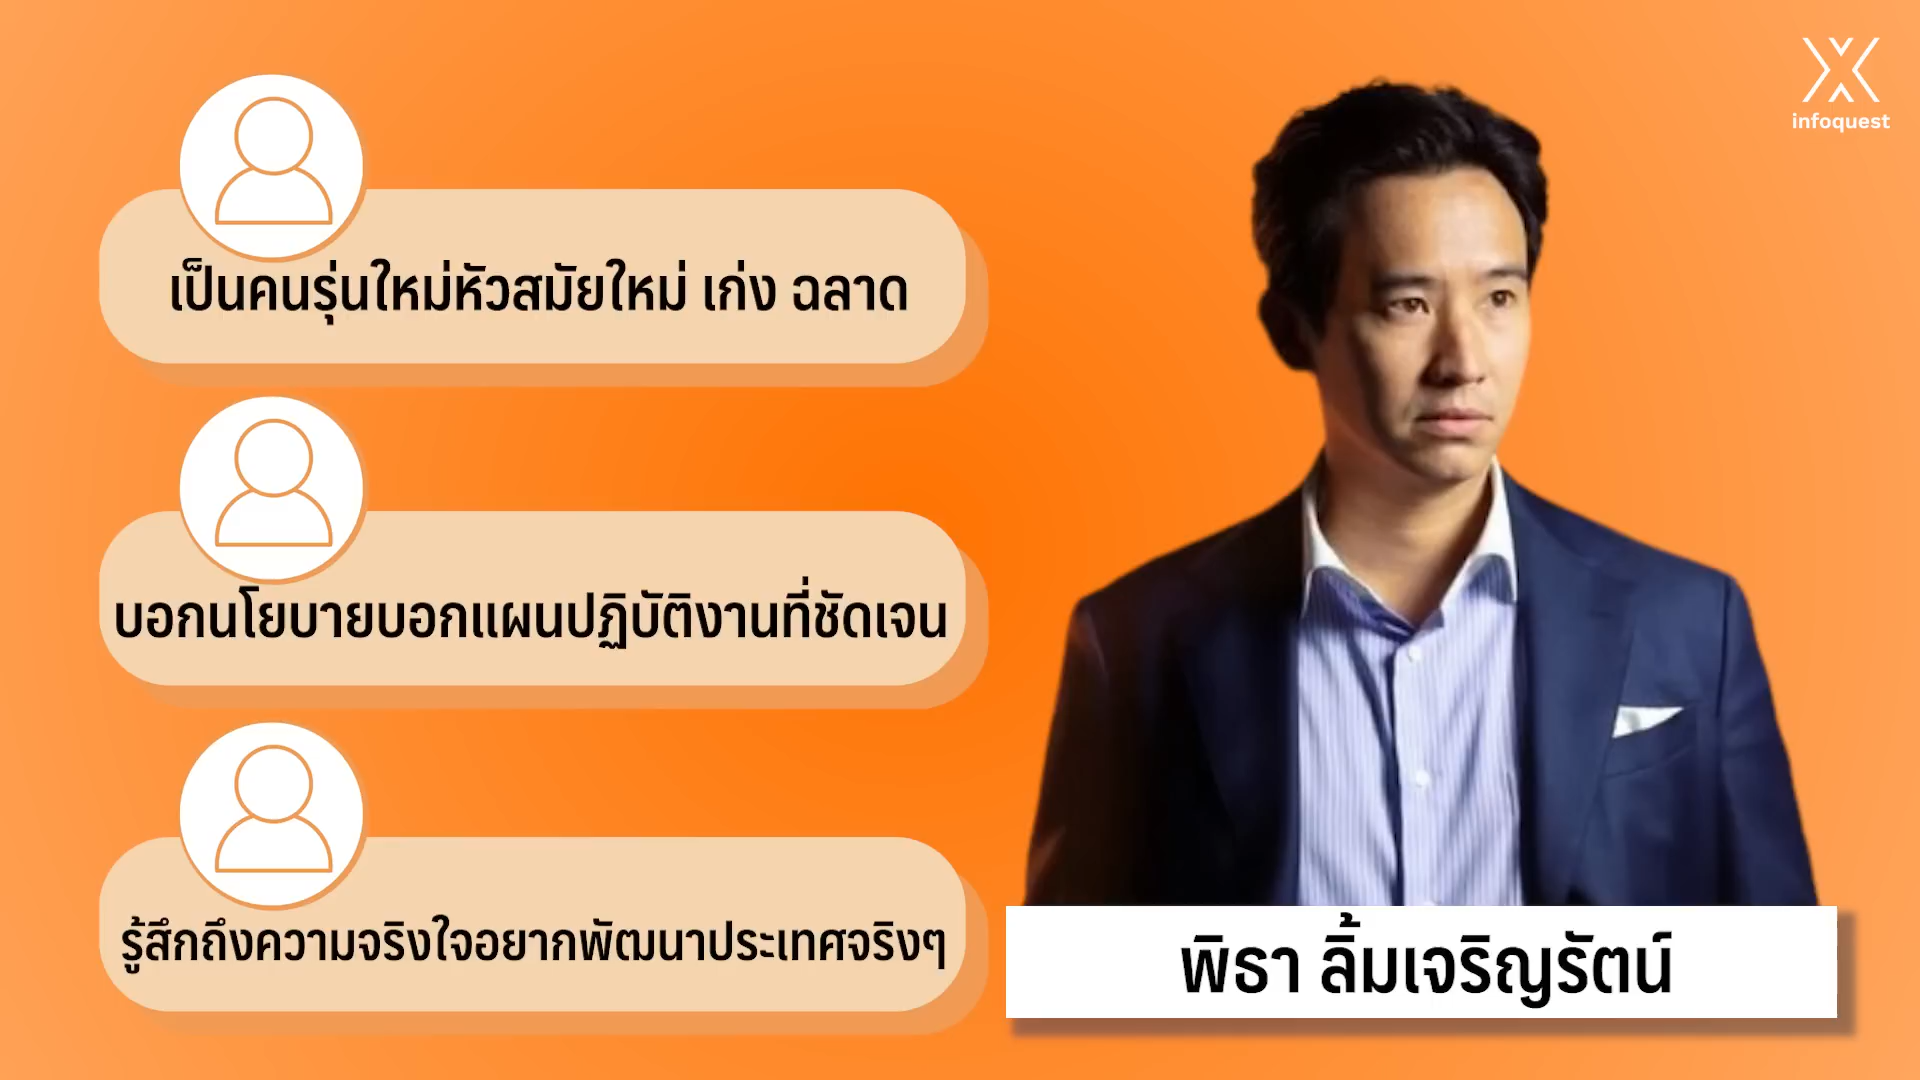 infoquest
เป็นคนรุ่นใหม่หัวสมัยใหม่ เก่ง ฉลาด
บอกนโยบายบอกแผนปฏิบัติงานที่ชัดเจน
รู้สึกถึงความจริงใจอยากพัฒนาประเทศจริงๆ
พิธา ลิ้มเจริญรัตน์